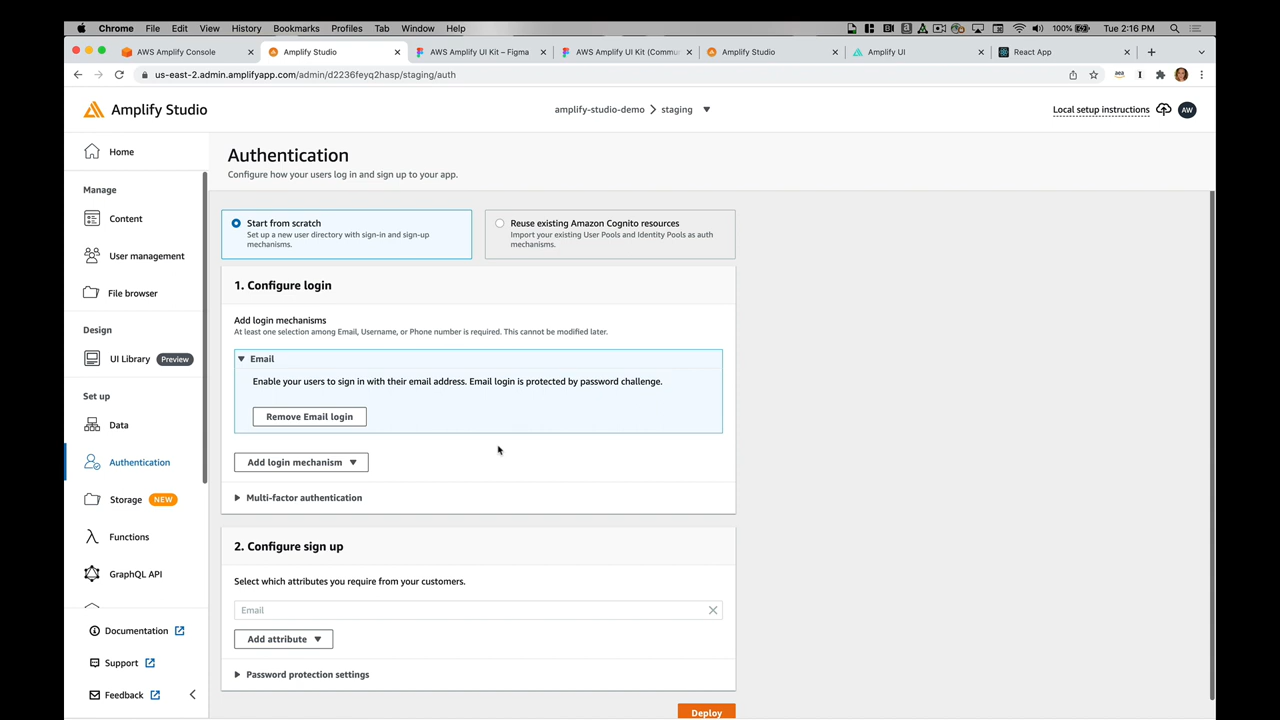 Chrome File Edit View History Bookmarks Profiles Tab Window Help 100% Tue 2:16 PM
AWS Amplify Console Amplify Studio AWS Amplify UI Kit – Figma AWS Amplify UI Kit (Commu Amplify Studio Amplify UI React App
us-east-2.admin.amplifyapp.com/admin/d2236feyq2hasp/staging/auth
Amplify Studio
amplify-studio-demo staging
Local setup instructions
AW
Home
Manage
Content
User management
File browser
Design
UI Library Preview
Set up
Data
Authentication
Storage NEW
Functions
GraphQL API
Documentation
Support
Feedback
Authentication
Configure how your users log in and sign up to your app.
Start from scratch
Set up a new user directory with sign-in and sign-up
mechanisms.
Reuse existing Amazon Cognito resources
Import your existing User Pools and Identity Pools as auth
mechanisms.
1. Configure login
Add login mechanisms
At least one selection among Email, Username, or Phone number is required. This cannot be modified later.
Email
Enable your users to sign in with their email address. Email login is protected by password challenge.
Remove Email login
Add login mechanism
Multi-factor authentication
2. Configure sign up
Select which attributes you require from your customers.
Email
Add attribute
Password protection settings
Deploy